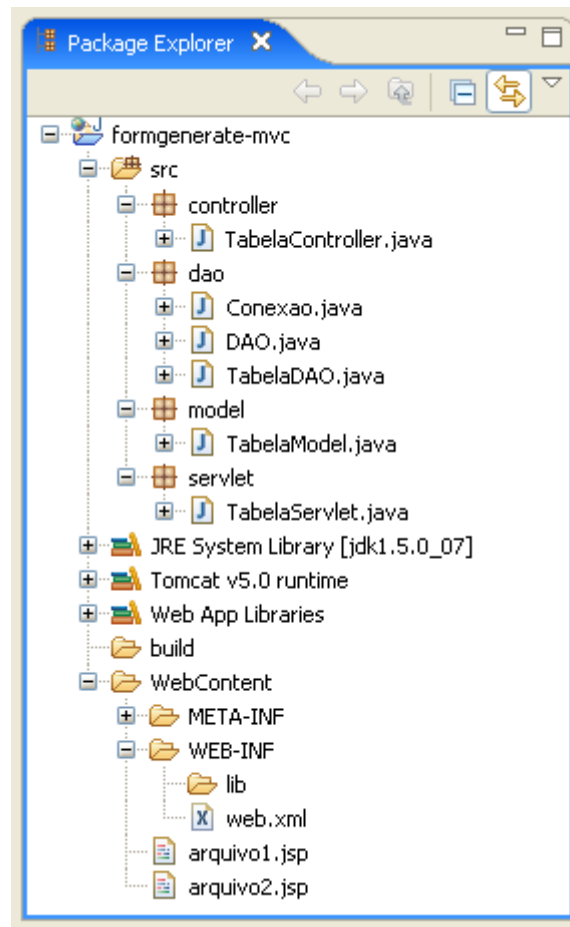 Package Explorer
formgenerate-mvc
src
controller
TabelaController.java
dao
Conexao.java
DAO.java
TabelaDAO.java
model
TabelaModel.java
servlet
TabelaServlet.java
JRE System Library [jdk1.5.0_07]
Tomcat v5.0 runtime
Web App Libraries
build
WebContent
META-INF
WEB-INF
lib
web.xml
arquivo1.jsp
arquivo2.jsp